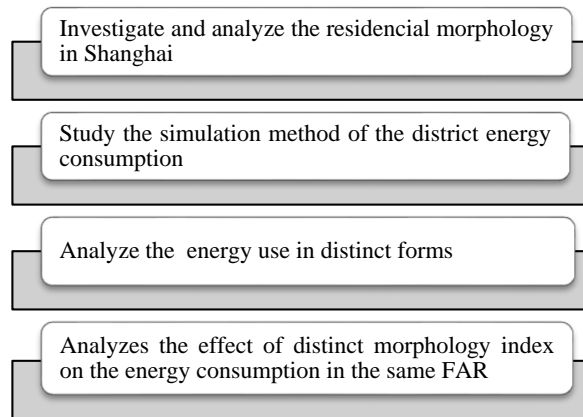 Investigate and analyze the residencial morphology
in Shanghai
Study the simulation method of the district energy
consumption
Analyze the energy use in distinct forms
Analyzes the effect of distinct morphology index
on the energy consumption in the same FAR